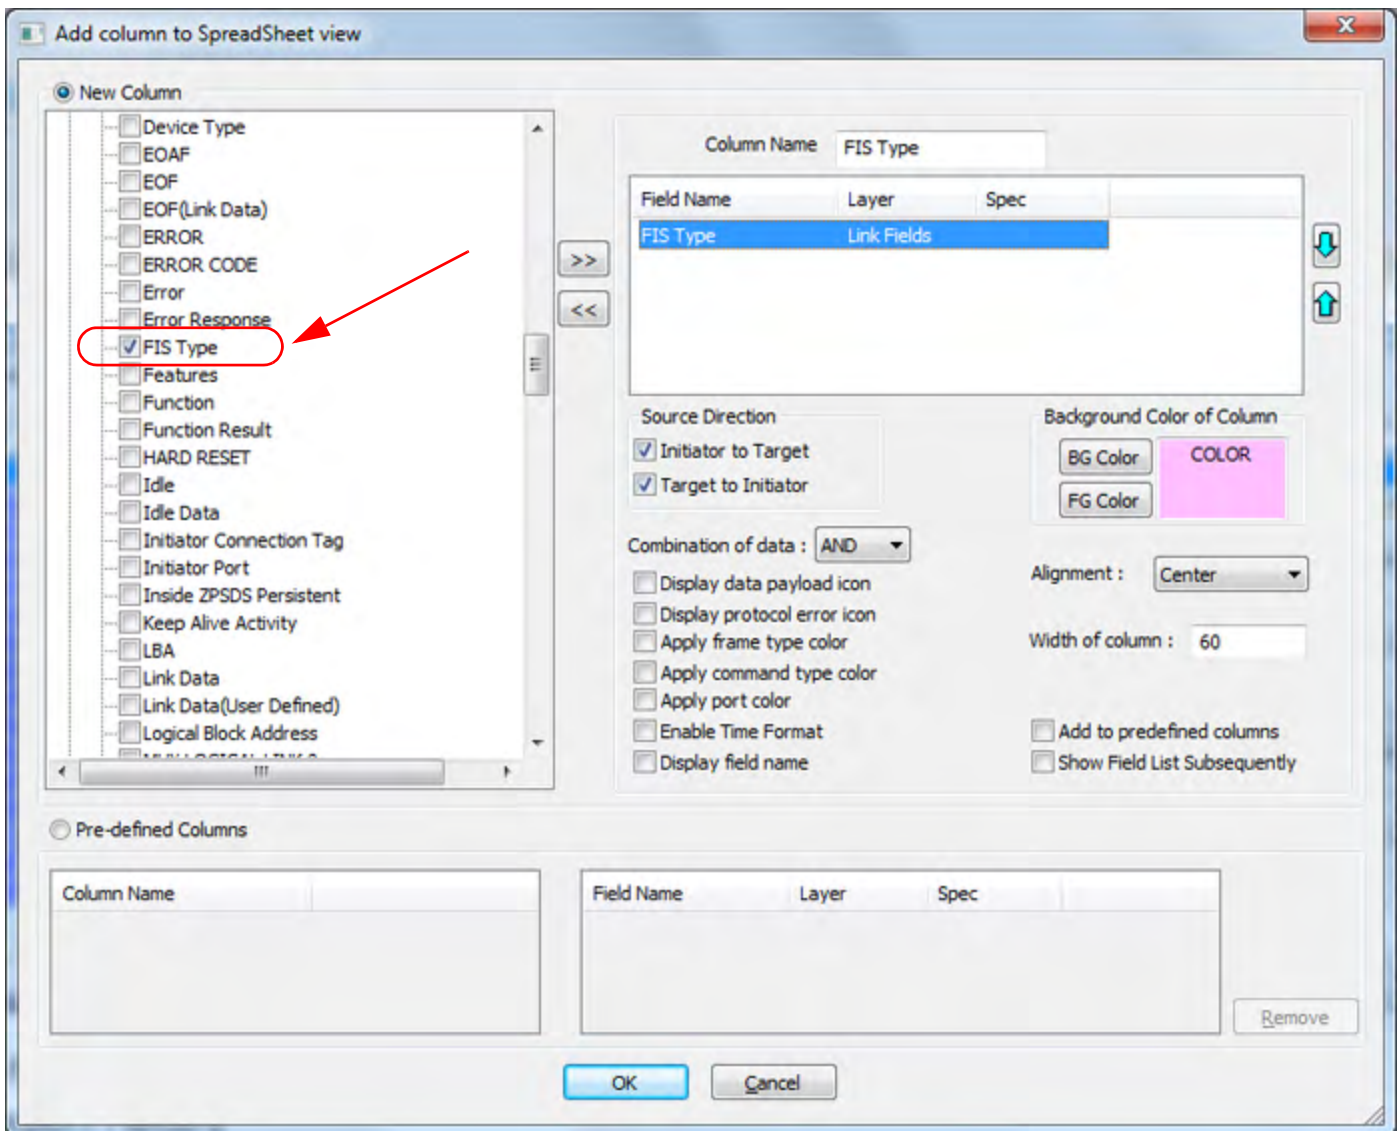 Add column to SpreadSheet view
New Column
Device Type
EOAF
EOF
EOF(Link Data)
ERROR
ERROR CODE
Error
Error Response
FIS Type
Features
Function
Function Result
HARD RESET
Idle
Idle Data
Initiator Connection Tag
Initiator Port
Inside ZPSDS Persistent
Keep Alive Activity
LBA
Link Data
Link Data(User Defined)
Logical Block Address
>>
<<
Column Name FIS Type
Field Name Layer Spec
FIS Type Link Fields
Source Direction
Initiator to Target
Target to Initiator
Background Color of Column
BG Color COLOR
FG Color
Combination of data : AND
Display data payload icon
Display protocol error icon
Apply frame type color
Apply command type color
Apply port color
Enable Time Format
Display field name
Alignment : Center
Width of column : 60
Add to predefined columns
Show Field List Subsequently
Pre-defined Columns
Column Name
Field Name Layer Spec
Remove
OK Cancel